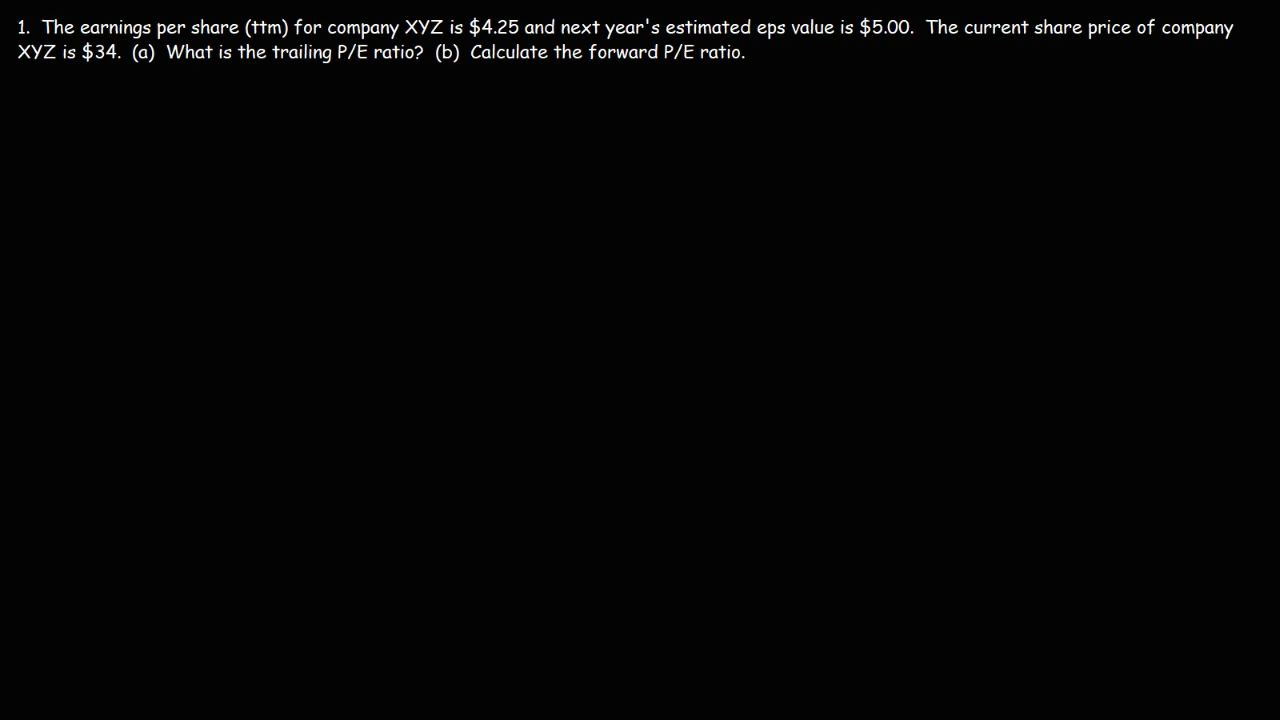 1.  The earnings per share (ttm) for company XYZ is $4.25 and next year's estimated eps value is $5.00.  The current share price of company
XYZ is $34.  (a)  What is the trailing P/E ratio?  (b)  Calculate the forward P/E ratio.